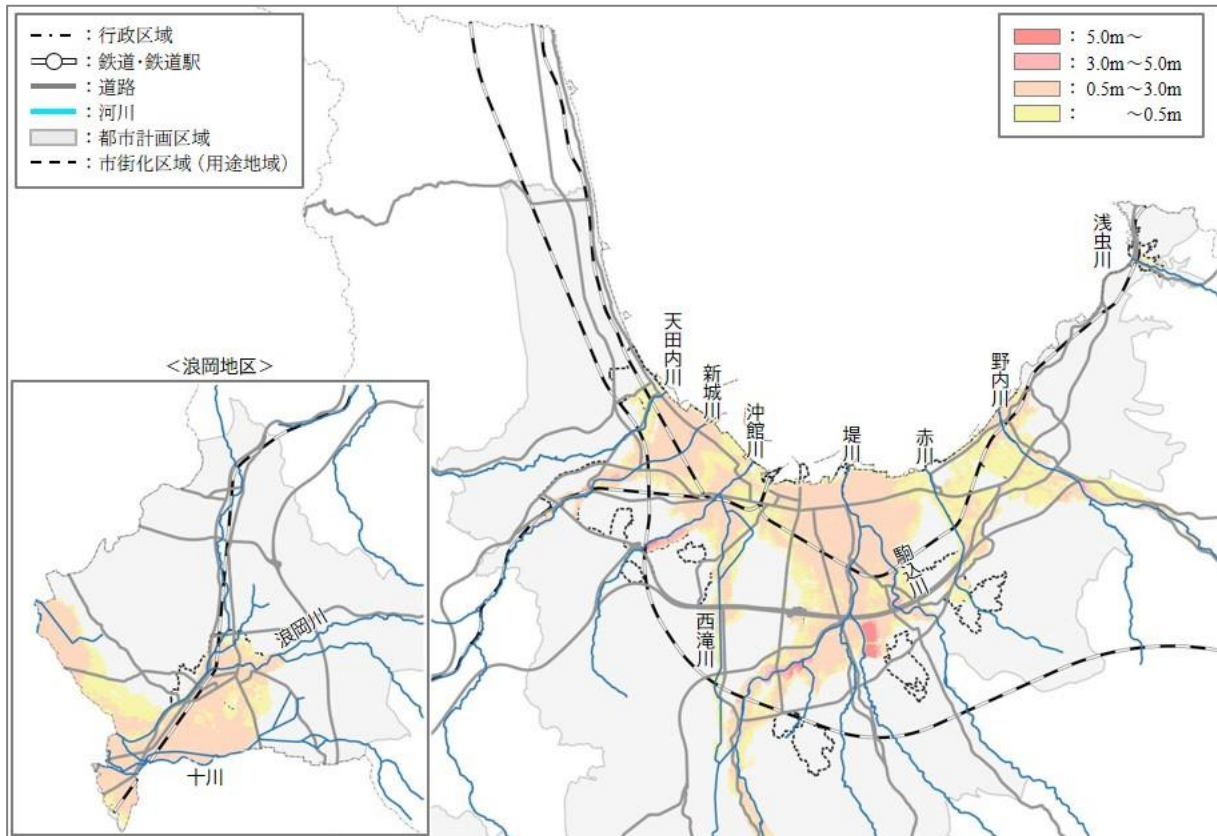 ：行政区域
：鉄道・鉄道駅
：道路
：河川
：都市計画区域
：市街化区域（用途地域）
：5.0m～
：3.0m～5.0m
：0.5m～3.0m
：　　～0.5m
浅虫川
天田内川
新城川
沖館川
堤川
赤川
野内川
駒込川
西滝川
＜浪岡地区＞
浪岡川
十川